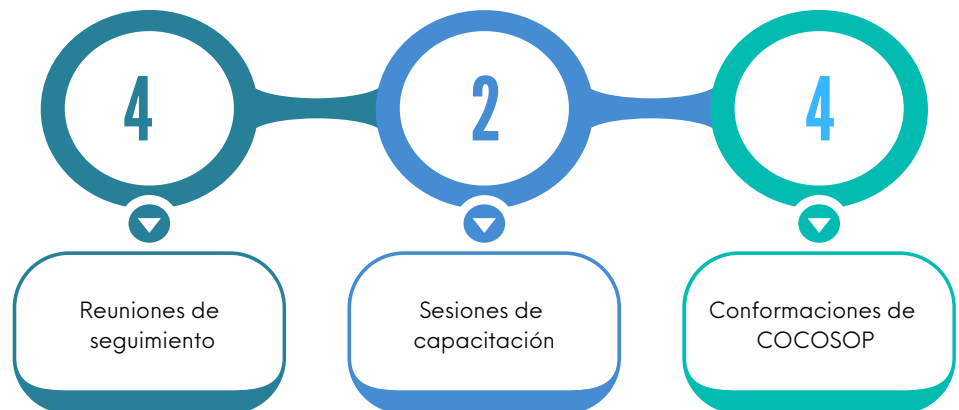 4
2
4
Reuniones de
seguimiento
Sesiones de
capacitación
Conformaciones de
COCOSOP